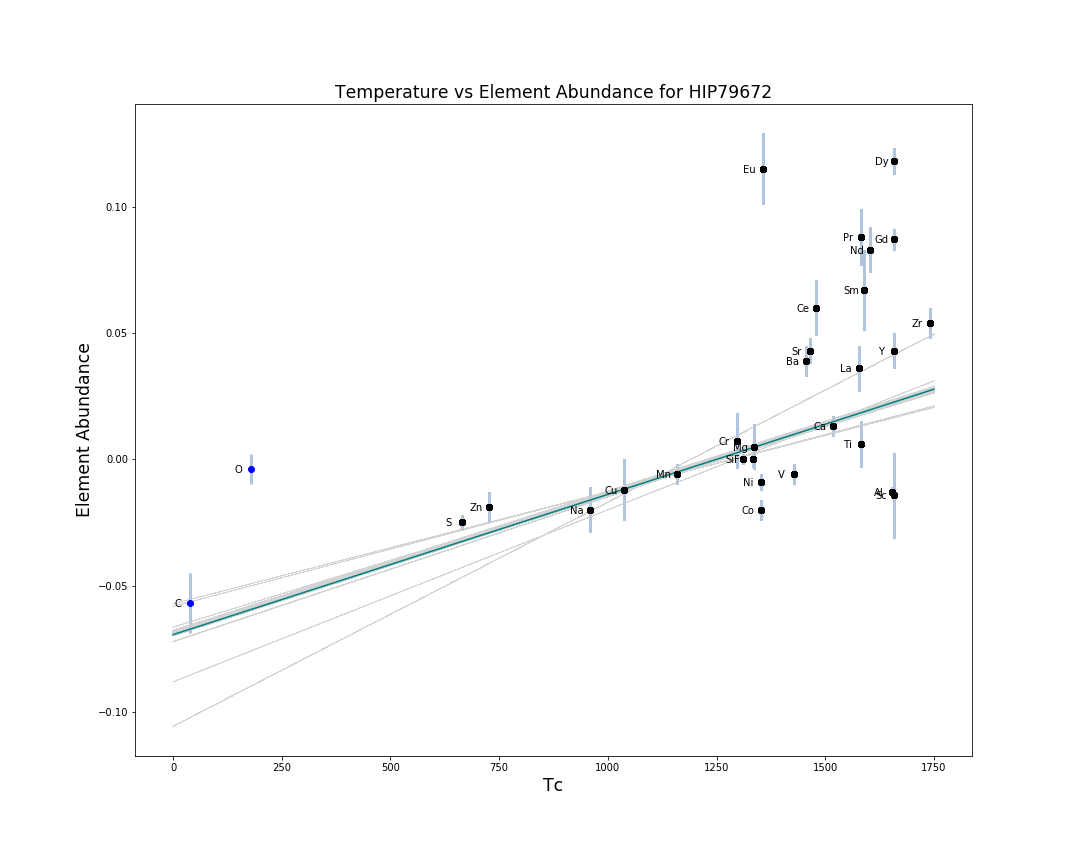 Temperature vs Element Abundance for HIP79672
Element Abundance
0.10
0.05
0.00
−0.05
−0.10
Eu
Dy
Pr
Gd
Nd
Sm
Ce
Zr
Sr
Y
Ba
La
Ca
Cr
Mg
Ti
Si
O
Mn
V
Ni
Cu
Al
Sc
Zn
Na
Co
S
C
0
250
500
750
1000
1250
1500
1750
Tc